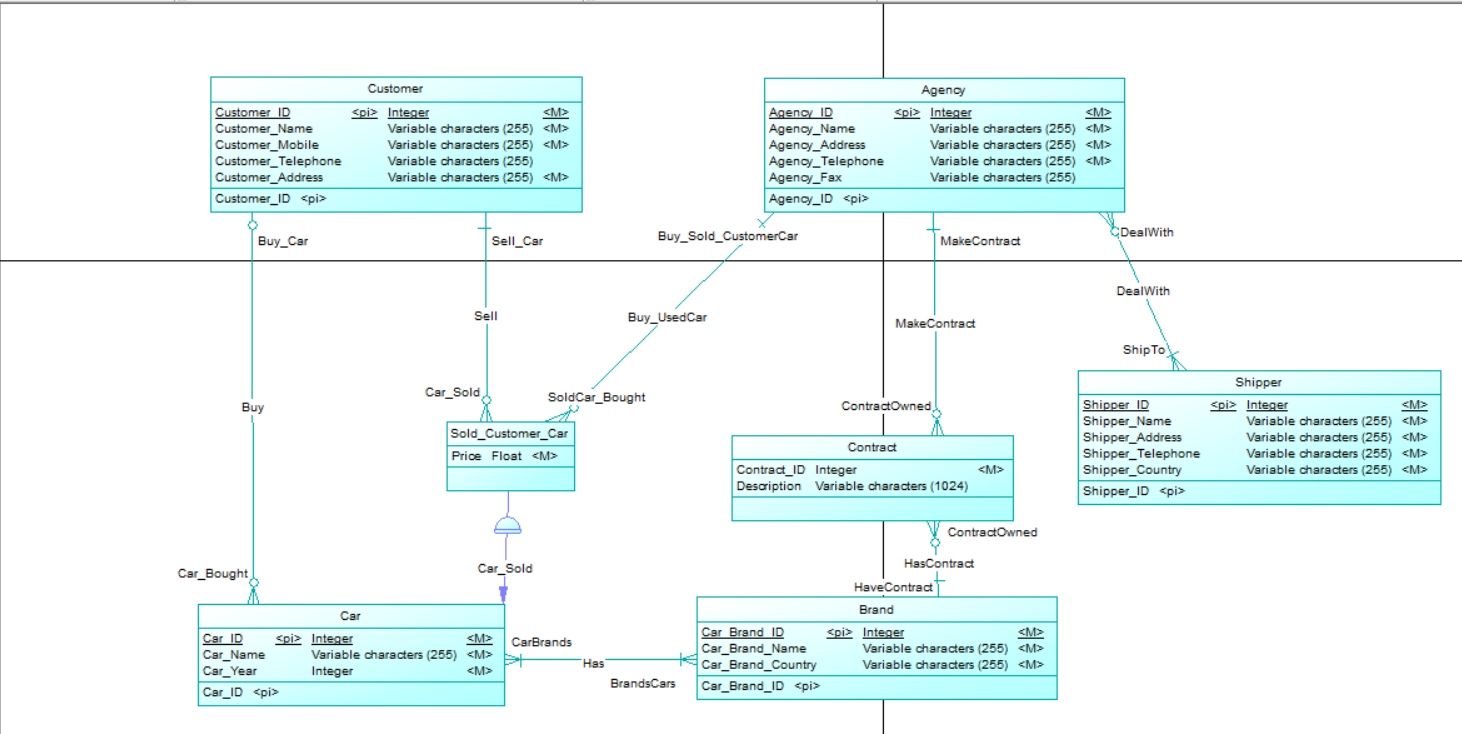 Customer
Customer_ID <pi> Integer <M>
Customer_Name Variable characters (255) <M>
Customer_Mobile Variable characters (255) <M>
Customer_Telephone Variable characters (255)
Customer_Address Variable characters (255) <M>
Customer_ID <pi>
Agency
Agency_ID <pi> Integer <M>
Agency_Name Variable characters (255) <M>
Agency_Address Variable characters (255) <M>
Agency_Telephone Variable characters (255) <M>
Agency_Fax Variable characters (255)
Agency_ID <pi>
Buy_Car
Sell_Car
Buy_Sold_CustomerCar
MakeContract
DealWith
DealWith
Sell
Buy_UsedCar
MakeContract
ShipTo
Car_Sold
SoldCar_Bought
ContractOwned
Buy
Shipper
Shipper_ID <pi> Integer <M>
Shipper_Name Variable characters (255) <M>
Shipper_Address Variable characters (255) <M>
Shipper_Telephone Variable characters (255) <M>
Shipper_Country Variable characters (255) <M>
Shipper_ID <pi>
Sold_Customer_Car
Price Float <M>
Contract
Contract_ID Integer <M>
Description Variable characters (1024)
ContractOwned
HasContract
HaveContract
Car_Sold
Car_Bought
Car
Car_ID <pi> Integer <M>
Car_Name Variable characters (255) <M>
Car_Year Integer <M>
Car_ID <pi>
CarBrands
Has
BrandsCars
Brand
Car_Brand_ID <pi> Integer <M>
Car_Brand_Name Variable characters (255) <M>
Car_Brand_Country Variable characters (255) <M>
Car_Brand_ID <pi>